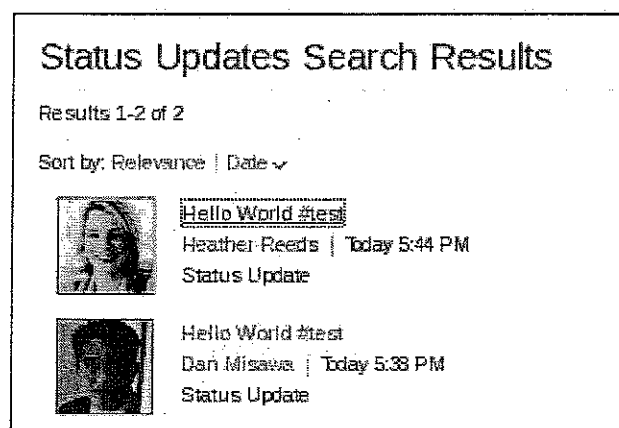 Status Updates Search Results
Results 1-2 of 2
Sort by: Relevance | Date
Hello World #test
Heather Reeds | Today 5:44 PM
Status Update
Hello World #test
Dan Misawa | Today 5:38 PM
Status Update